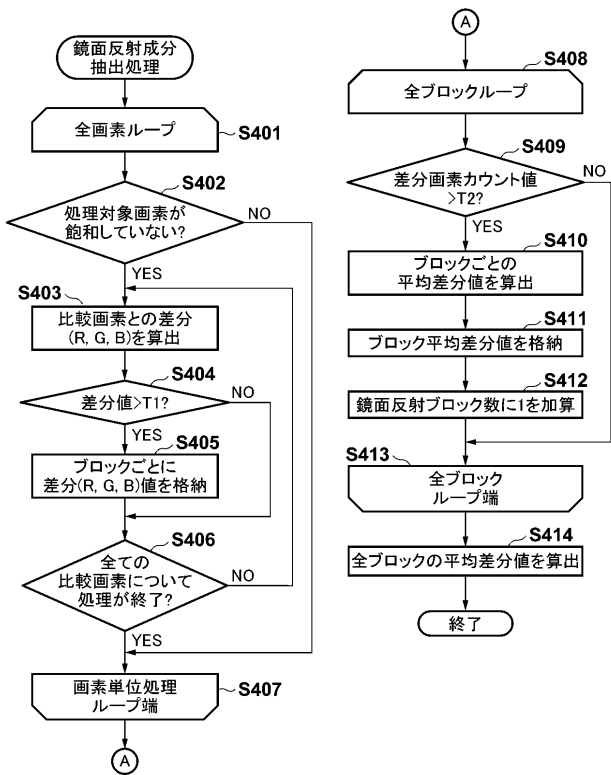 鏡面反射成分
抽出処理
全画素ループ
S401
S402
処理対象画素が
飽和していない?
NO
YES
S403
比較画素との差分
(R, G, B)を算出
S404
差分値>T1?
NO
YES
S405
ブロックごとに
差分(R, G, B)値を格納
S406
全ての
比較画素について
処理が終了?
NO
YES
画素単位処理
ループ端
S407
A
A
S408
全ブロックループ
S409
差分画素カウント値
>T2?
NO
YES
S410
ブロックごとの
平均差分値を算出
S411
ブロック平均差分値を格納
S412
鏡面反射ブロック数に1を加算
S413
全ブロック
ループ端
S414
全ブロックの平均差分値を算出
終了